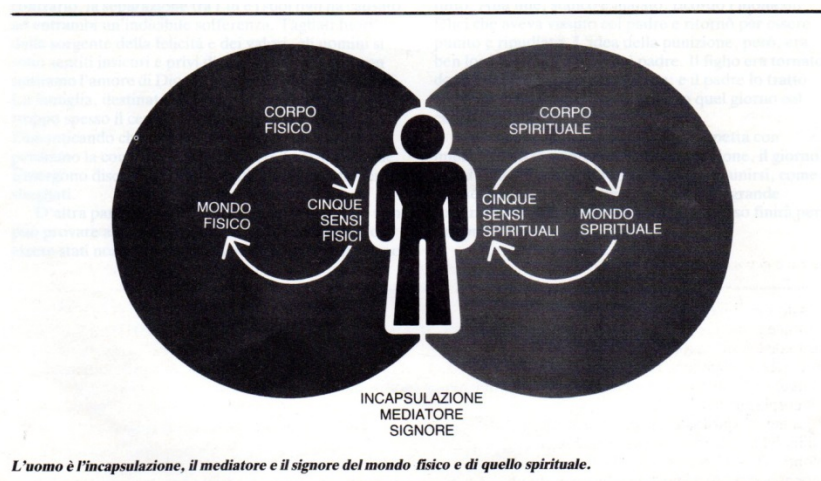 CORPO
FISICO
MONDO
FISICO
CINQUE
SENSI
FISICI
CORPO
SPIRITUALE
CINQUE
SENSI
SPIRITUALI
MONDO
SPIRITUALE
INCAPSULAZIONE
MEDIATORE
SIGNORE
L'uomo è l'incapsulazione, il mediatore e il signore del mondo fisico e di quello spirituale.